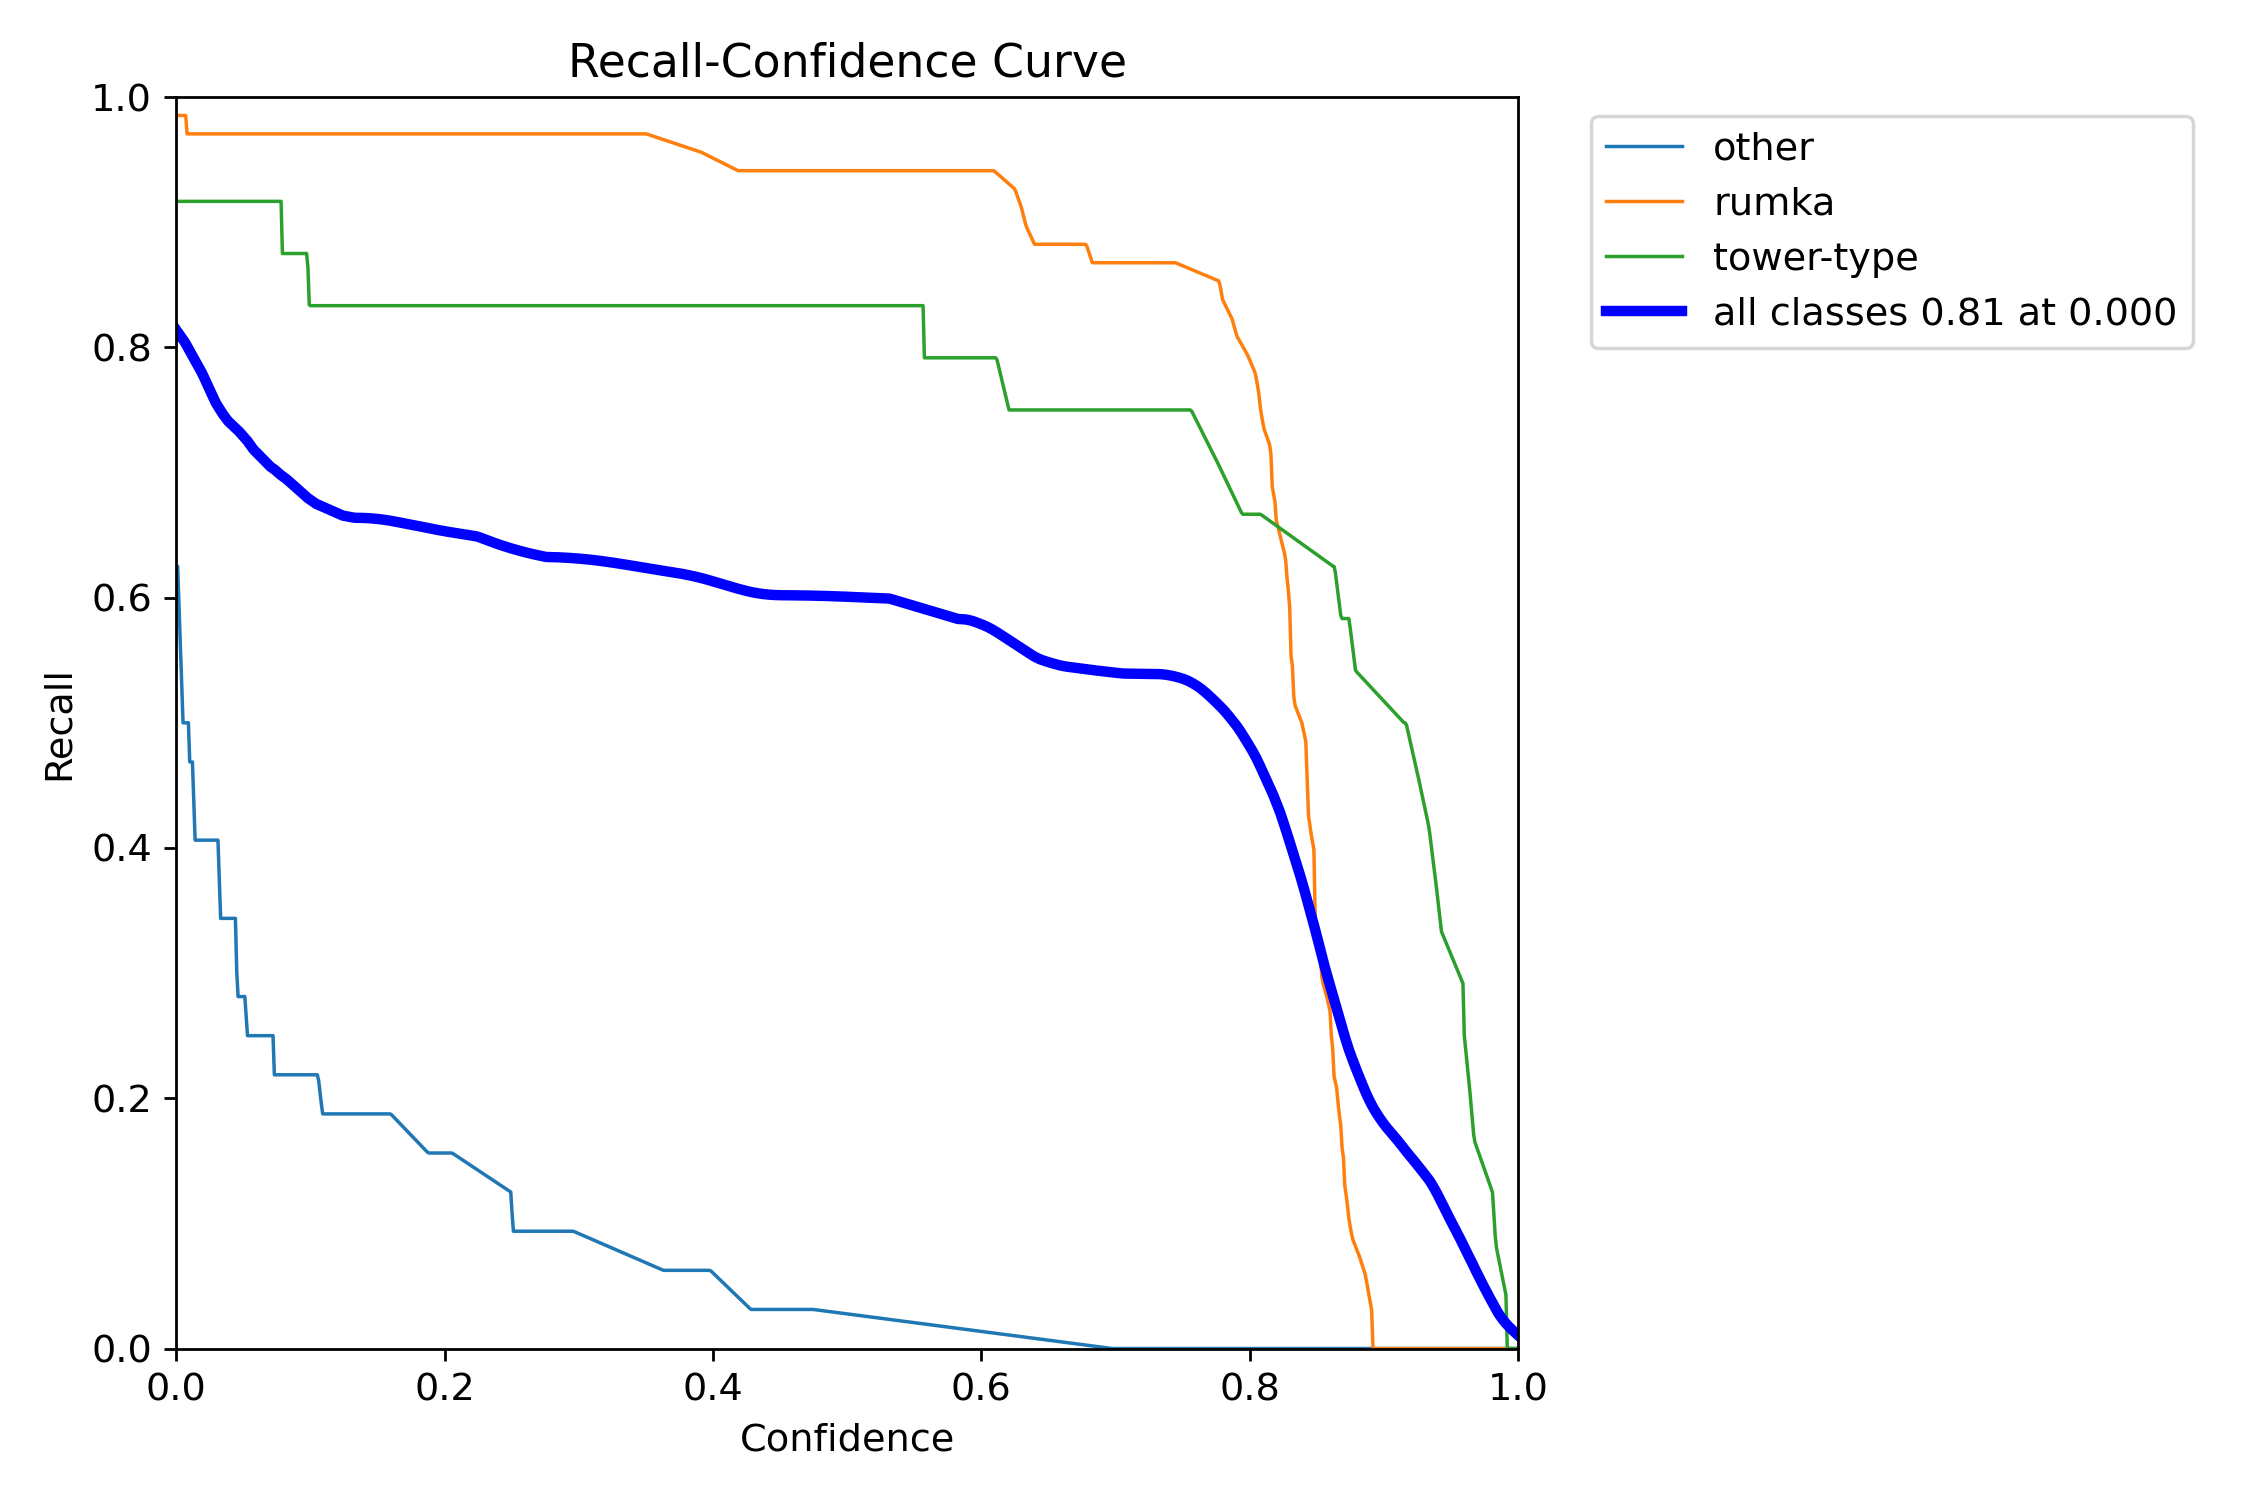 Recall-Confidence Curve
1.0
0.8
0.6
0.4
0.2
0.0
Recall
0.0 0.2 0.4 0.6 0.8 1.0
Confidence
other
rumka
tower-type
all classes 0.81 at 0.000